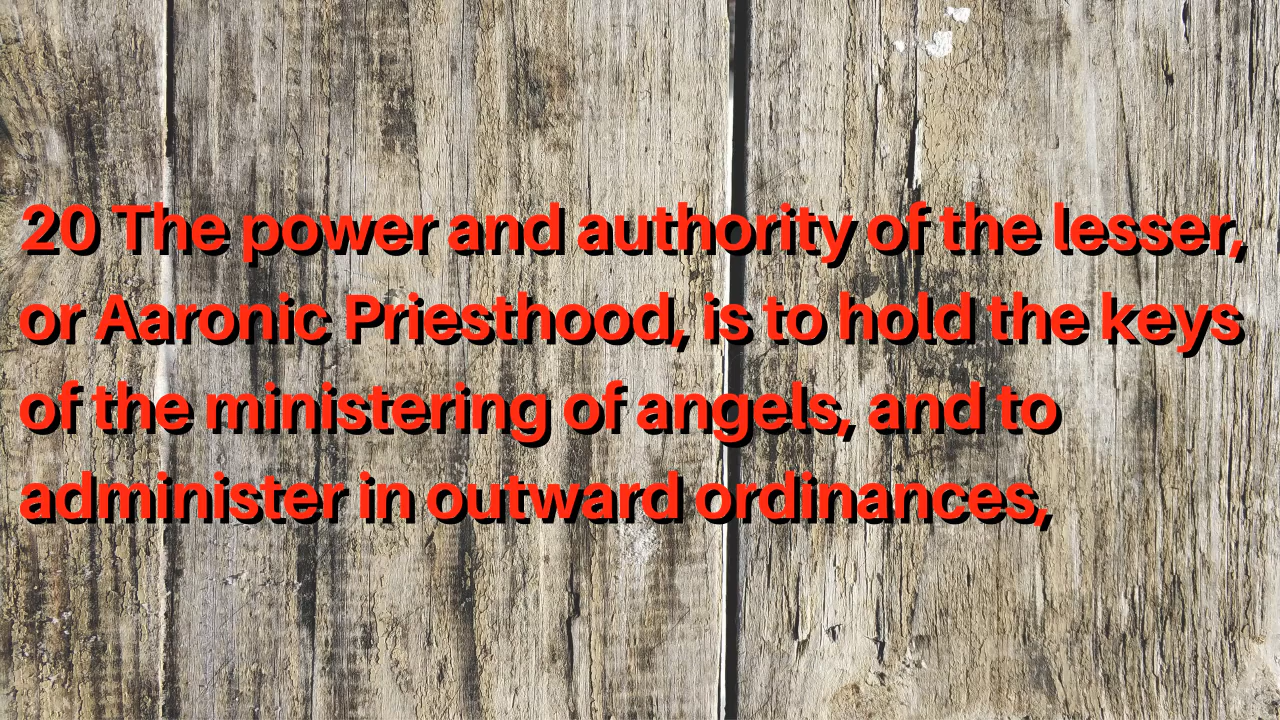 20 The power and authority of the lesser,
or Aaronic Priesthood, is to hold the keys
of the ministering of angels, and to
administer in outward ordinances,